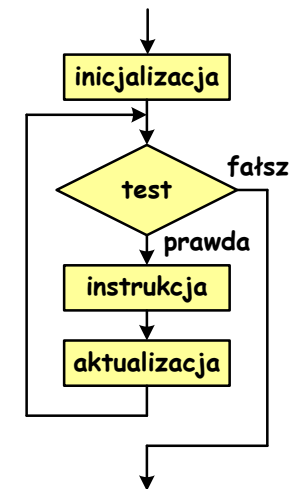 inicjalizacja
test
fałsz
prawda
instrukcja
aktualizacja